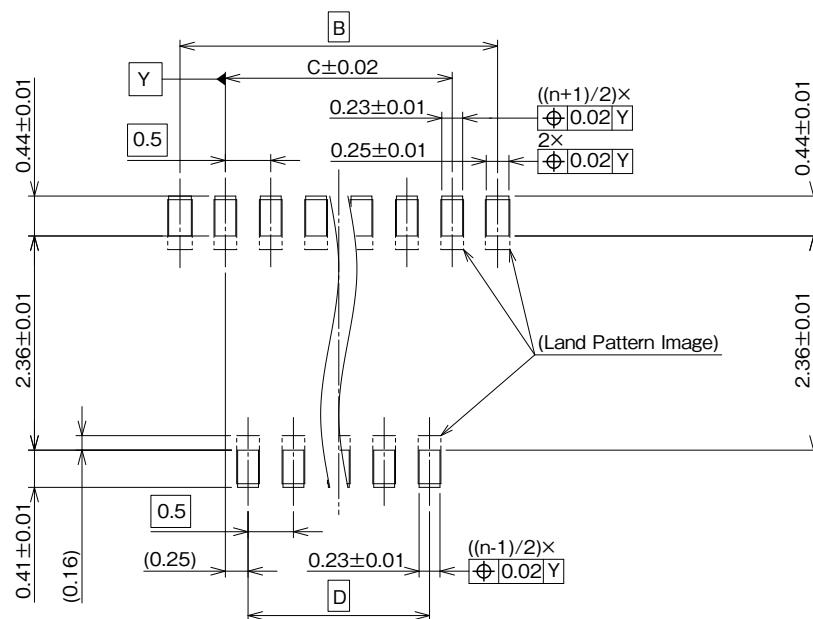 B
Y
C±0.02
0.23±0.01
((n+1)/2)×
⌖ 0.02 Y
0.5
0.25±0.01
2×
⌖ 0.02 Y
0.44±0.01
0.44±0.01
2.36±0.01
2.36±0.01
(Land Pattern Image)
0.41±0.01
(0.16)
0.5
(0.25)
0.23±0.01
((n-1)/2)×
⌖ 0.02 Y
D